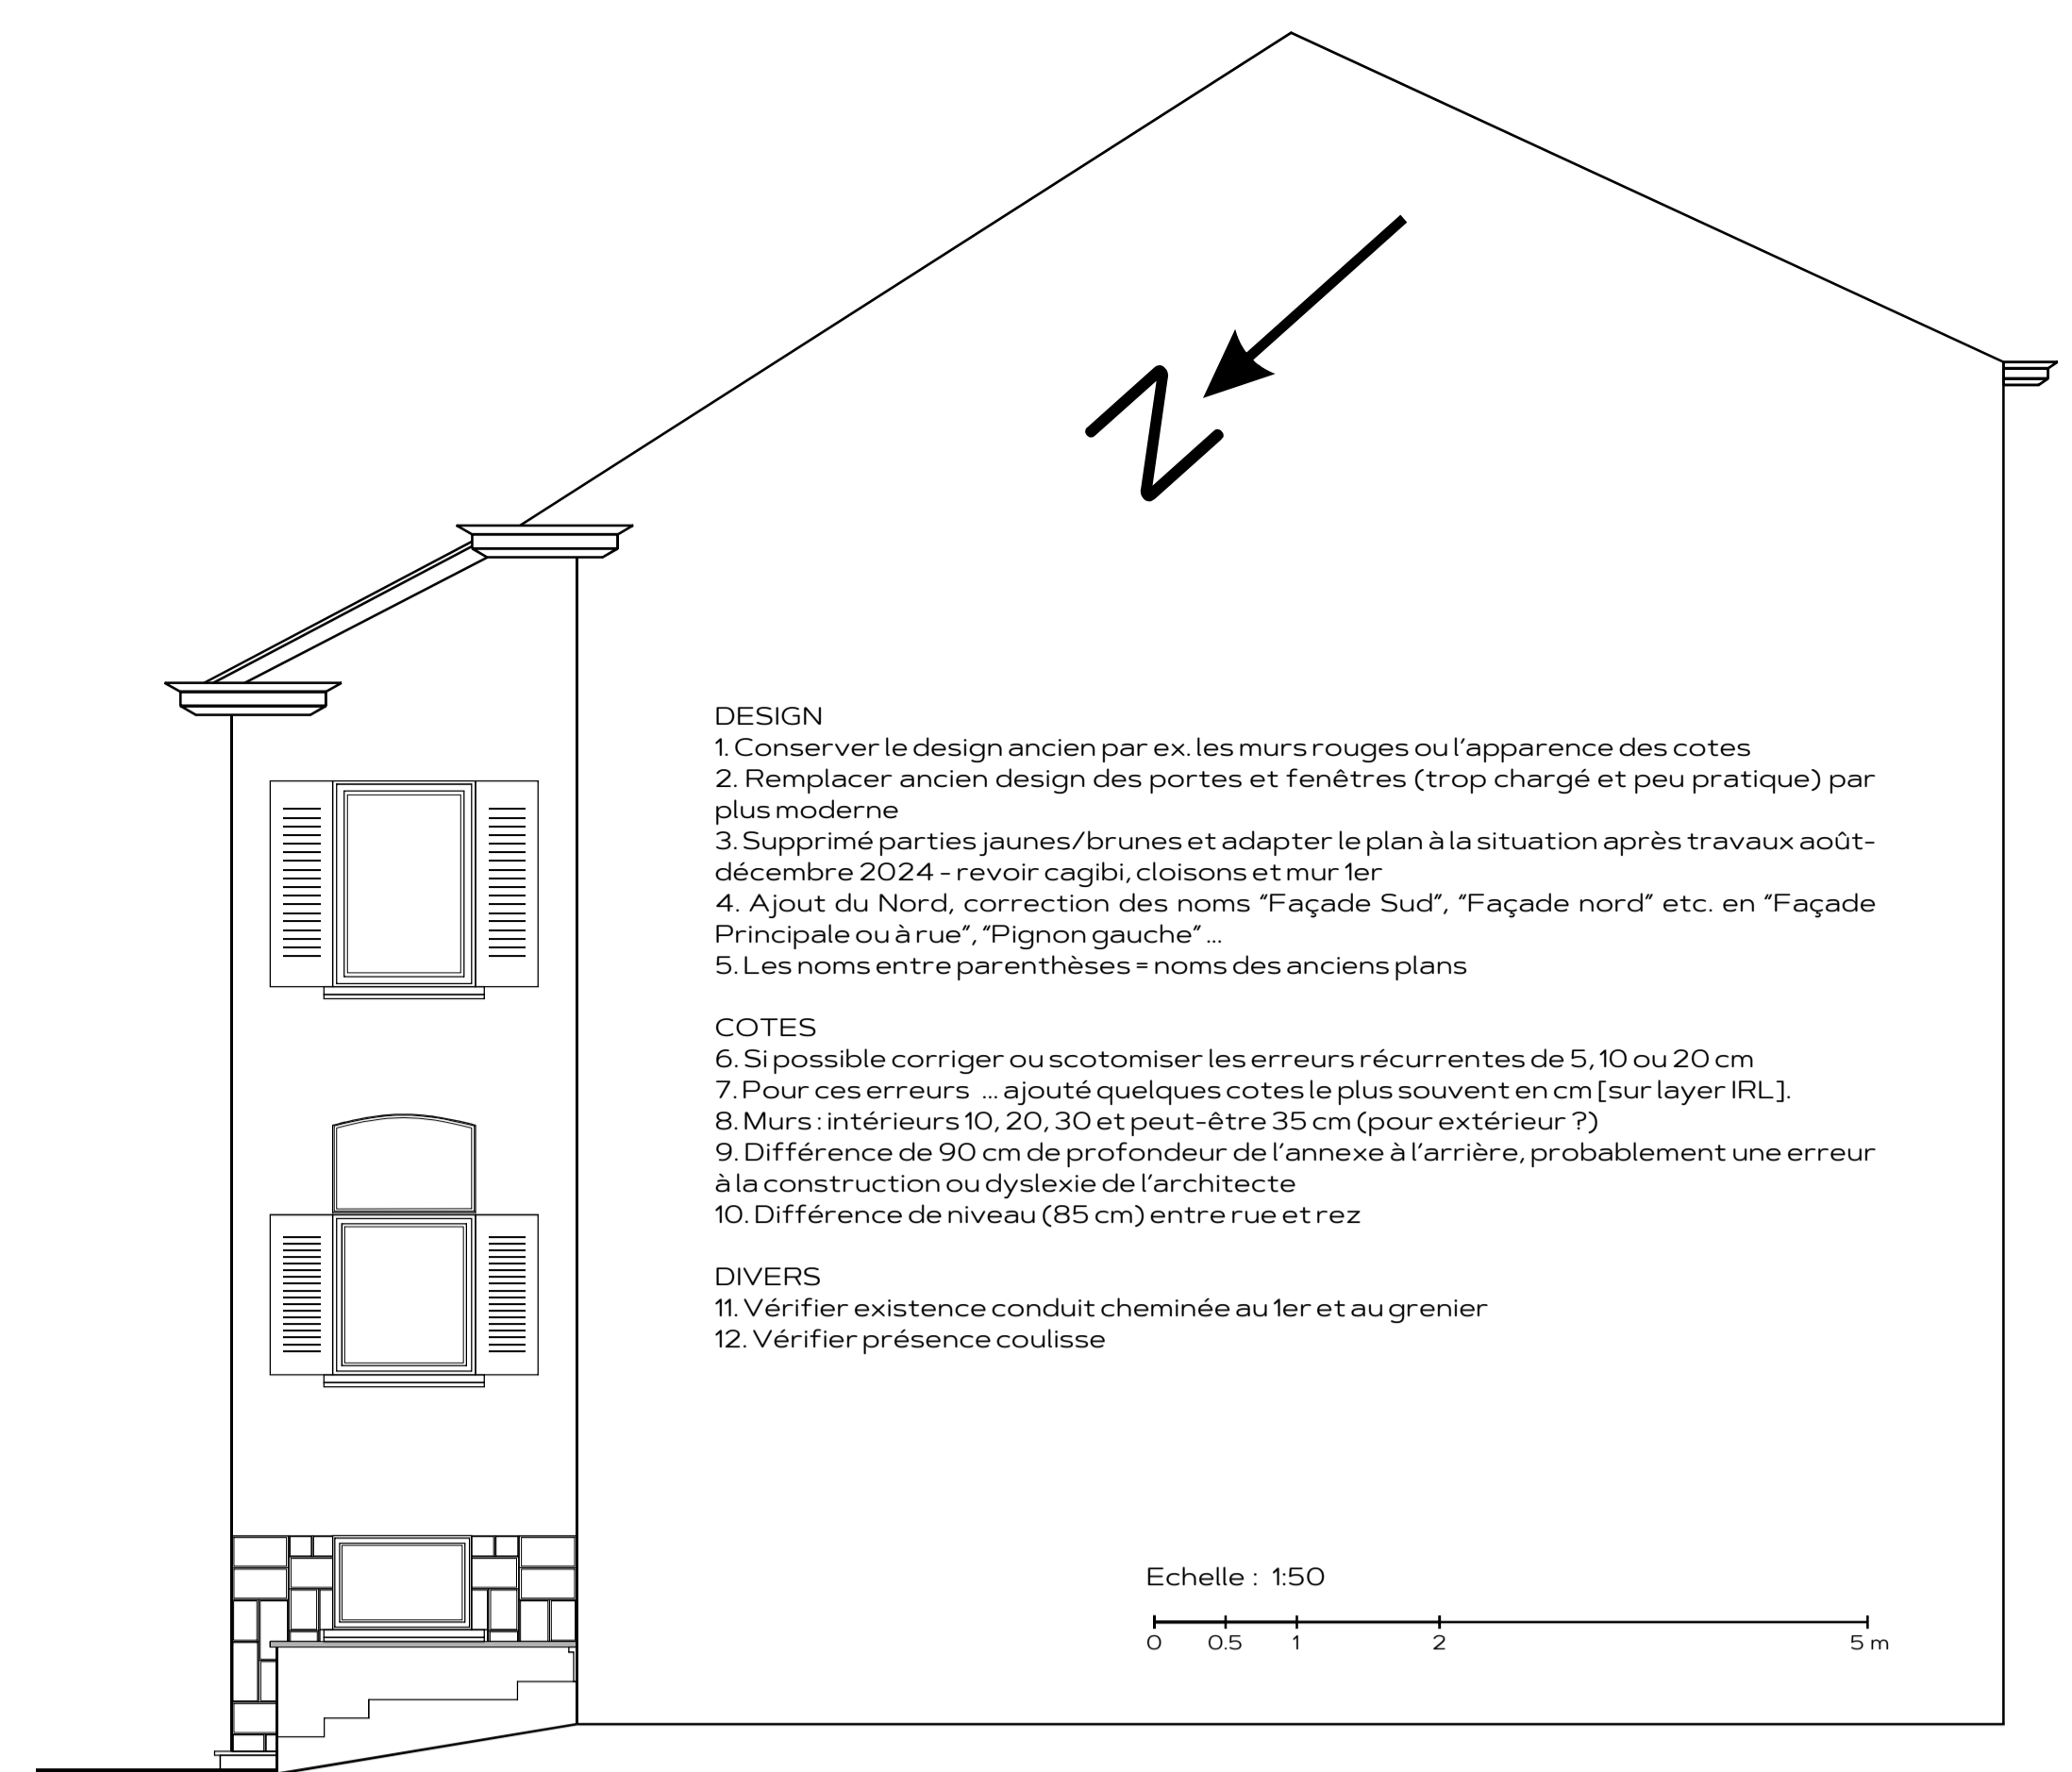 N
DESIGN
1. Conserver le design ancien par ex. les murs rouges ou l'apparence des cotes
2. Remplacer ancien design des portes et fenêtres (trop chargé et peu pratique) par
plus moderne
3. Supprimé parties jaunes/brunes et adapter le plan à la situation après travaux août-
décembre 2024 - revoir cagibi, cloisons et mur 1er
4. Ajout du Nord, correction des noms “Façade Sud”, “Façade nord” etc. en “Façade
Principale ou à rue”, “Pignon gauche” ...
5. Les noms entre parenthèses = noms des anciens plans
COTES
6. Si possible corriger ou scotomiser les erreurs récurrentes de 5, 10 ou 20 cm
7. Pour ces erreurs ... ajouté quelques cotes le plus souvent en cm [sur layer IRL].
8. Murs : intérieurs 10, 20, 30 et peut-être 35 cm (pour extérieur ?)
9. Différence de 90 cm de profondeur de l'annexe à l'arrière, probablement une erreur
à la construction ou dyslexie de l'architecte
10. Différence de niveau (85 cm) entre rue et rez
DIVERS
11. Vérifier existence conduit cheminée au 1er et au grenier
12. Vérifier présence coulisse
Echelle : 1:50
0 0.5 1 2 5 m